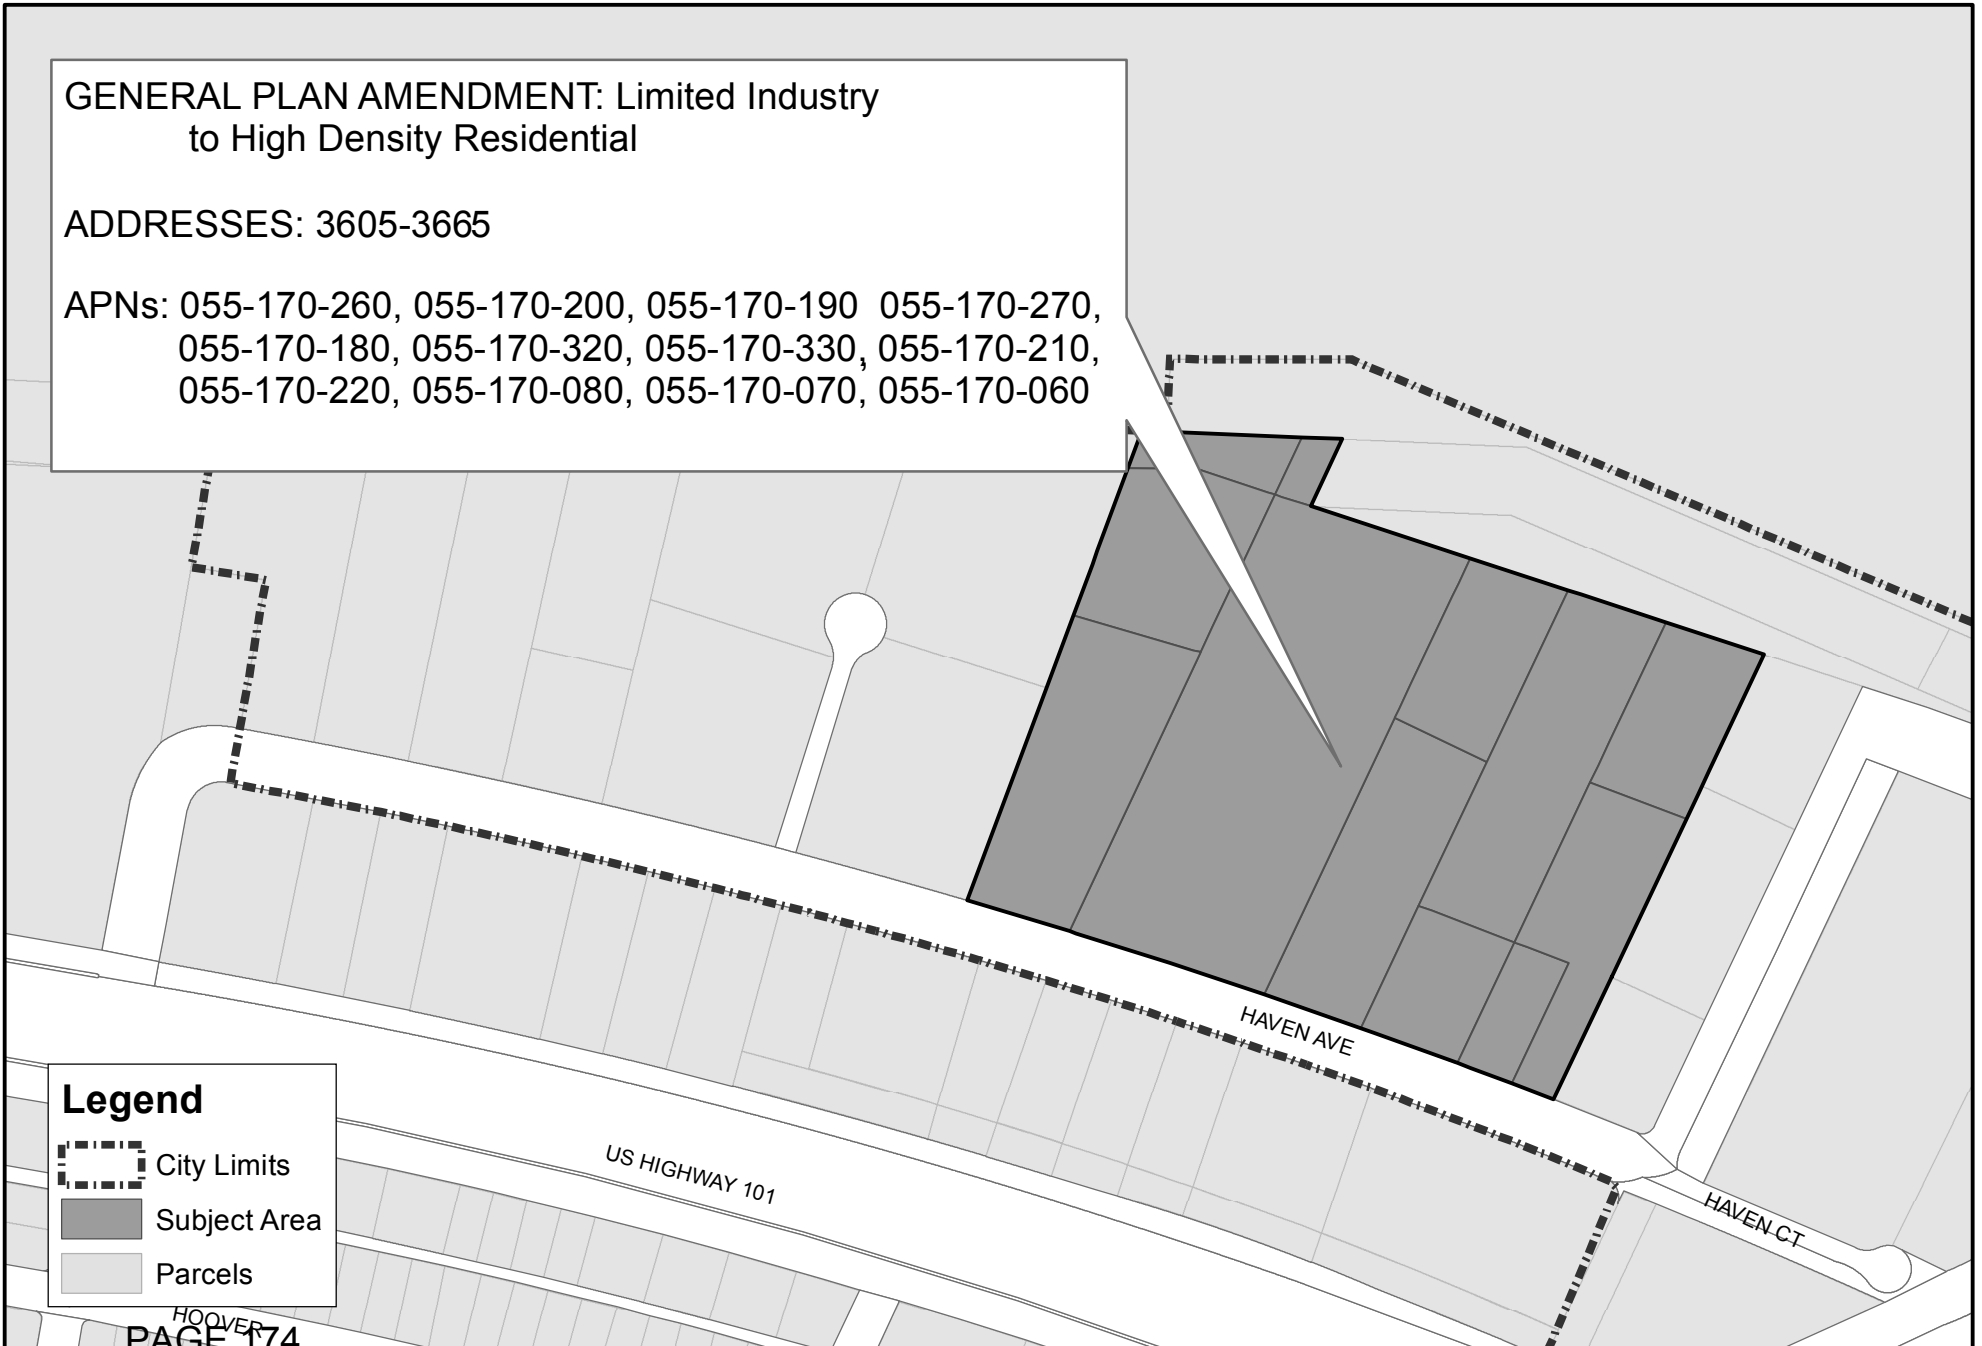 GENERAL PLAN AMENDMENT: Limited Industry
to High Density Residential
ADDRESSES: 3605-3665
APNs: 055-170-260, 055-170-200, 055-170-190  055-170-270,
055-170-180, 055-170-320, 055-170-330, 055-170-210,
055-170-220, 055-170-080, 055-170-070, 055-170-060
HAVEN AVE
US HIGHWAY 101
HAVEN CT
Legend
City Limits
Subject Area
Parcels
HOOVER
PAGE 174